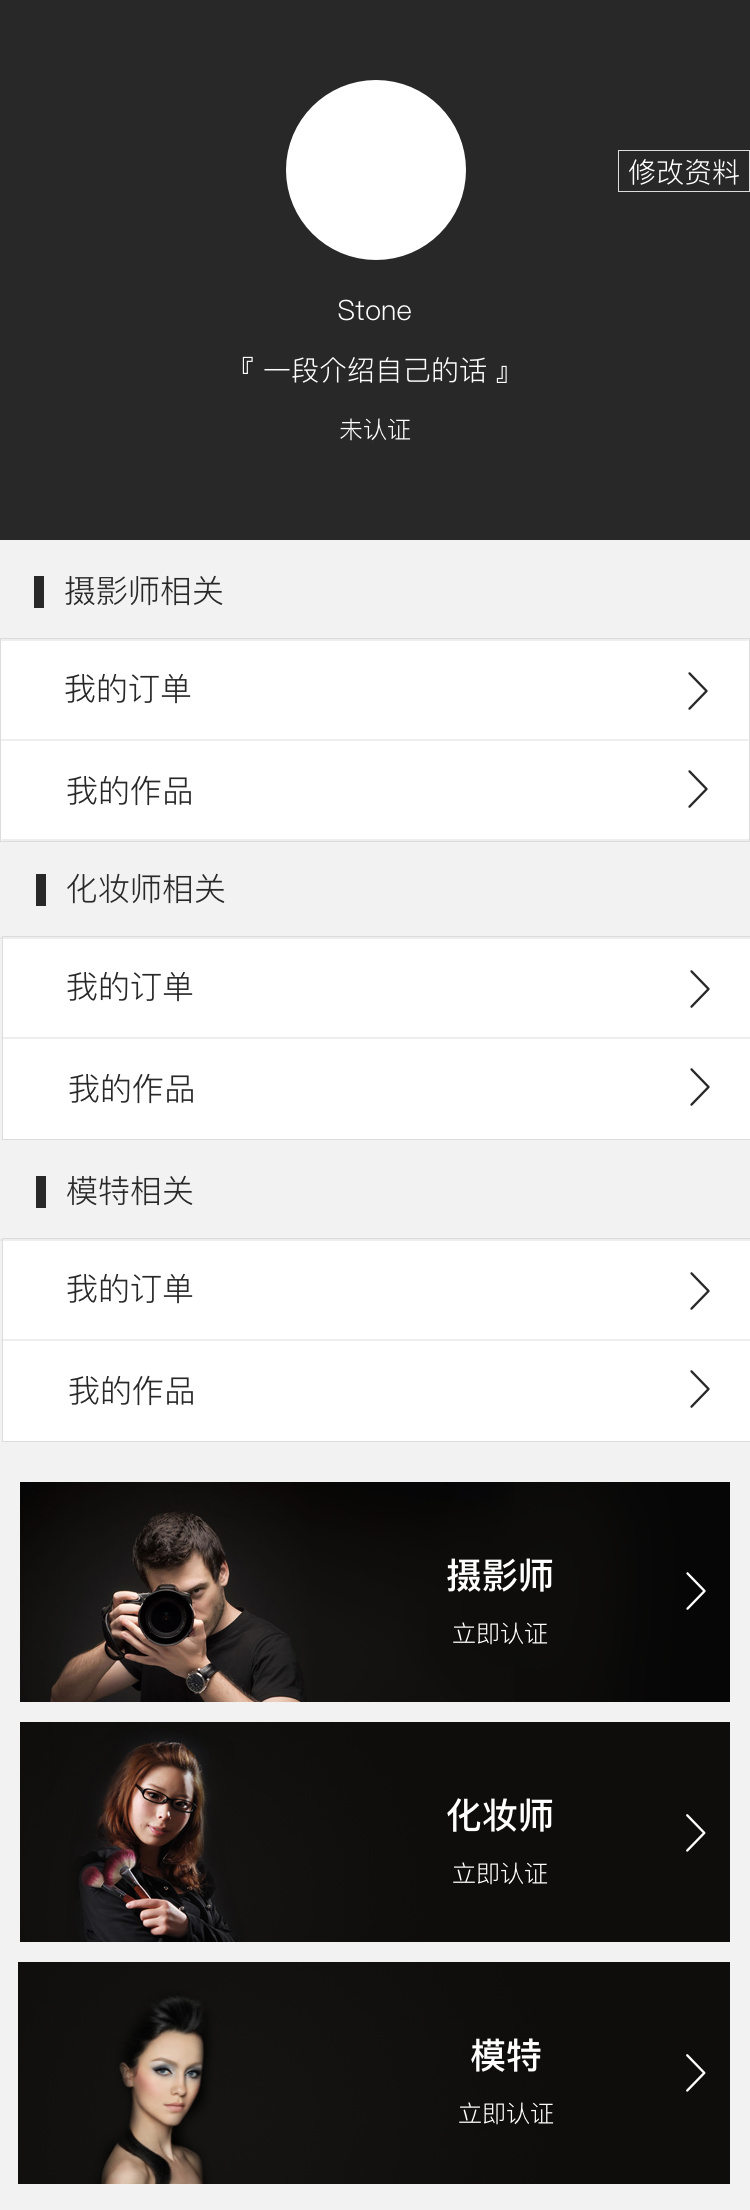 修改资料
Stone
『 一段介绍自己的话 』
未认证
摄影师相关
我的订单
我的作品
化妆师相关
我的订单
我的作品
模特相关
我的订单
我的作品
摄影师
立即认证
化妆师
立即认证
模特
立即认证